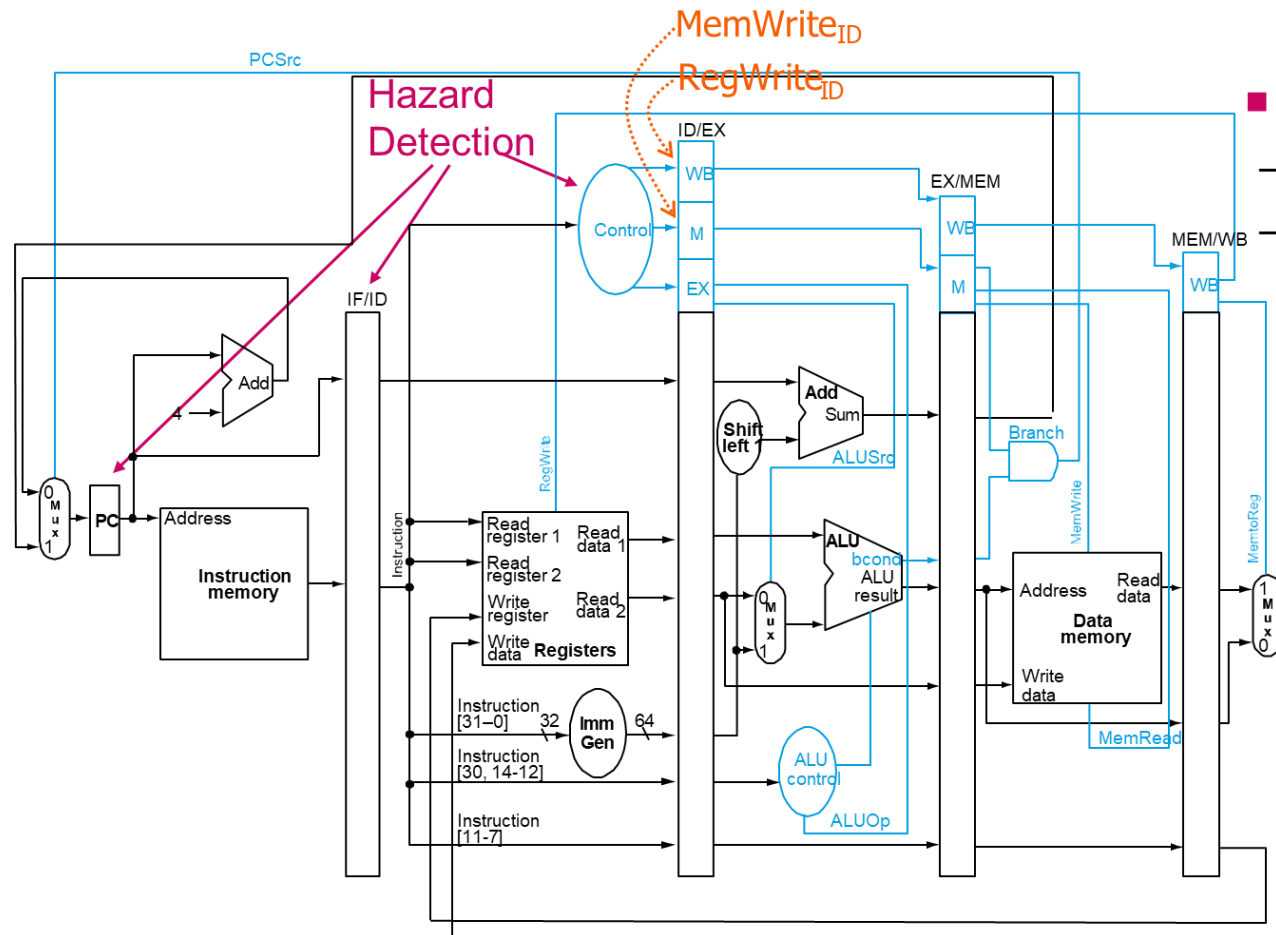 MemWriteID
PCSrc
RegWriteID
Hazard
Detection
ID/EX
WB
EX/MEM
Control
M
WB
MEM/WB
EX
M
WB
IF/ID
Add
4
Add
Sum
Shift
left 1
Branch
ALUSrc
RegWrite
MemWrite
MemtoReg
0
Mux
1
PC
Address
Instruction
memory
Instruction
Read
register 1
Read
data 1
Read
register 2
Read
data 2
Write
register
Write
data
Registers
ALU
bcond
ALU
result
0
Mux
1
Address
Read
data
Data
memory
Write
data
1
Mux
0
MemRead
Instruction
[31–0]
32
Imm
Gen
64
Instruction
[30, 14-12]
ALU
control
ALUOp
Instruction
[11-7]